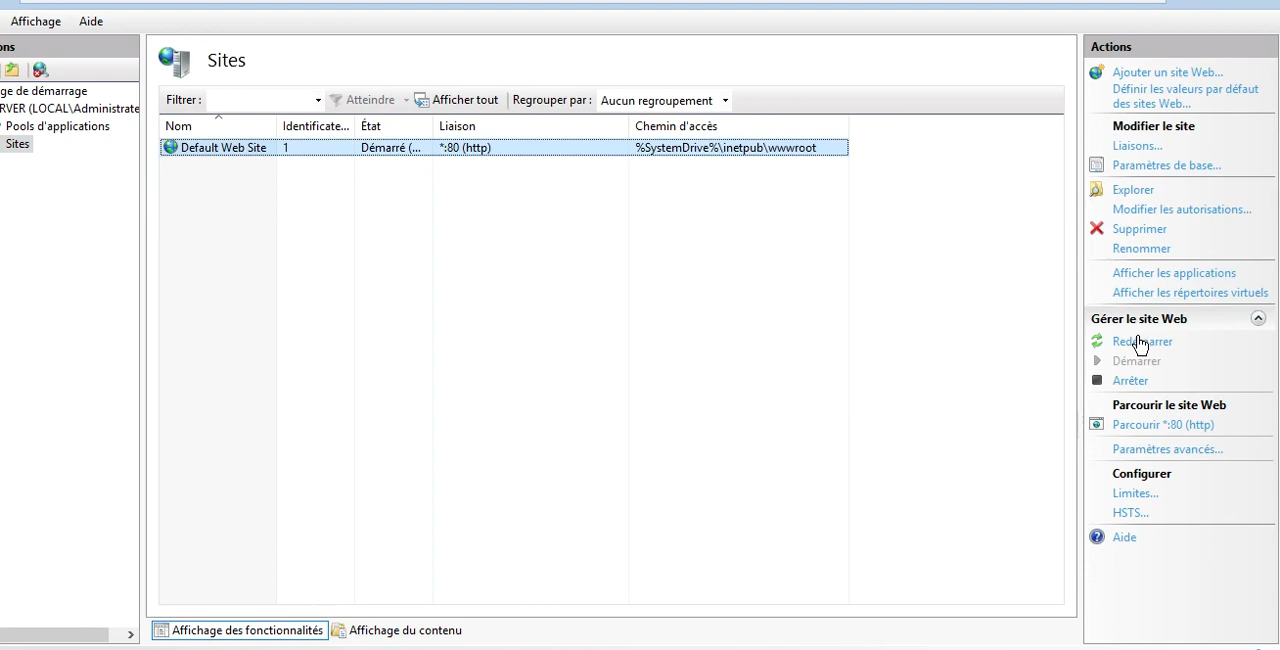 Affichage Aide
ons
ge de démarrage
RVER (LOCAL\Administrate
Pools d'applications
Sites
Sites
Filtrer : Atteindre Afficher tout Regrouper par : Aucun regroupement
Nom Identificate... État Liaison Chemin d'accès
Default Web Site 1 Démarré (... *:80 (http) %SystemDrive%\inetpub\wwwroot
Affichage des fonctionnalités Affichage du contenu
Actions
Ajouter un site Web...
Définir les valeurs par défaut
des sites Web...
Modifier le site
Liaisons...
Paramètres de base...
Explorer
Modifier les autorisations...
Supprimer
Renommer
Afficher les applications
Afficher les répertoires virtuels
Gérer le site Web
Redémarrer
Démarrer
Arrêter
Parcourir le site Web
Parcourir *:80 (http)
Paramètres avancés...
Configurer
Limites...
HSTS...
Aide